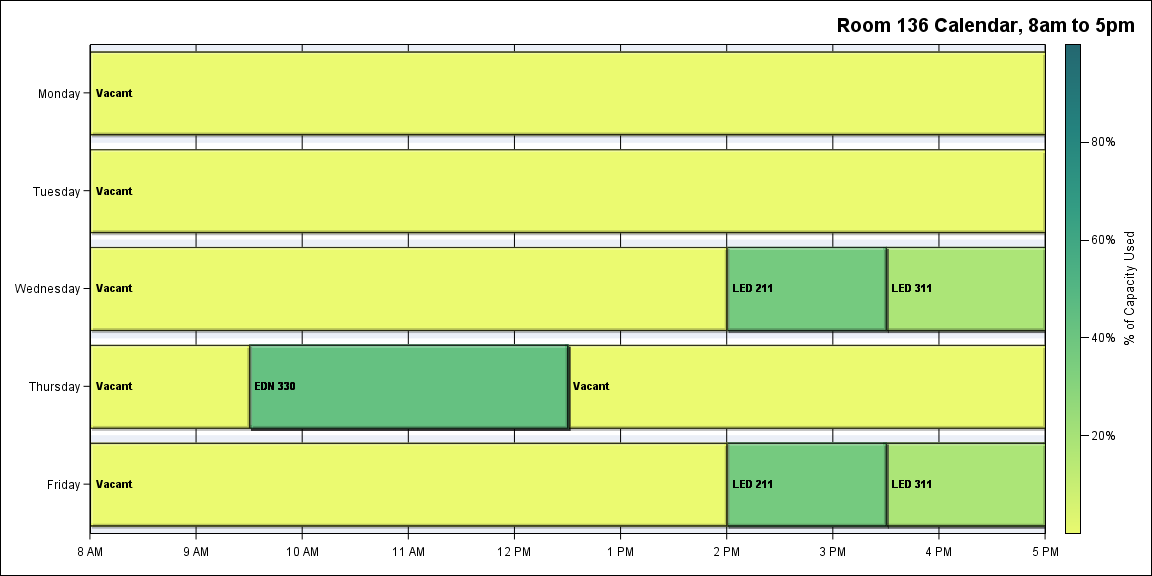 Room 136 Calendar, 8am to 5pm
Monday
Vacant
Tuesday
Vacant
Wednesday
Vacant
LED 211
LED 311
Thursday
Vacant
EDN 330
Vacant
Friday
Vacant
LED 211
LED 311
8 AM
9 AM
10 AM
11 AM
12 PM
1 PM
2 PM
3 PM
4 PM
5 PM
80%
60%
40%
20%
% of Capacity Used